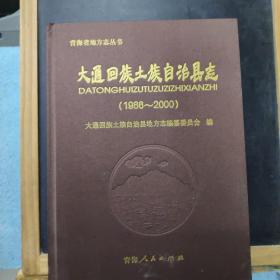 青海省地方志丛书
大通回族土族自治县志
DATONGHUIZUTUZUZIZHIXIANZHI
(1986~2000)
大通回族土族自治县地方志编纂委员会 编
青海人民出版社